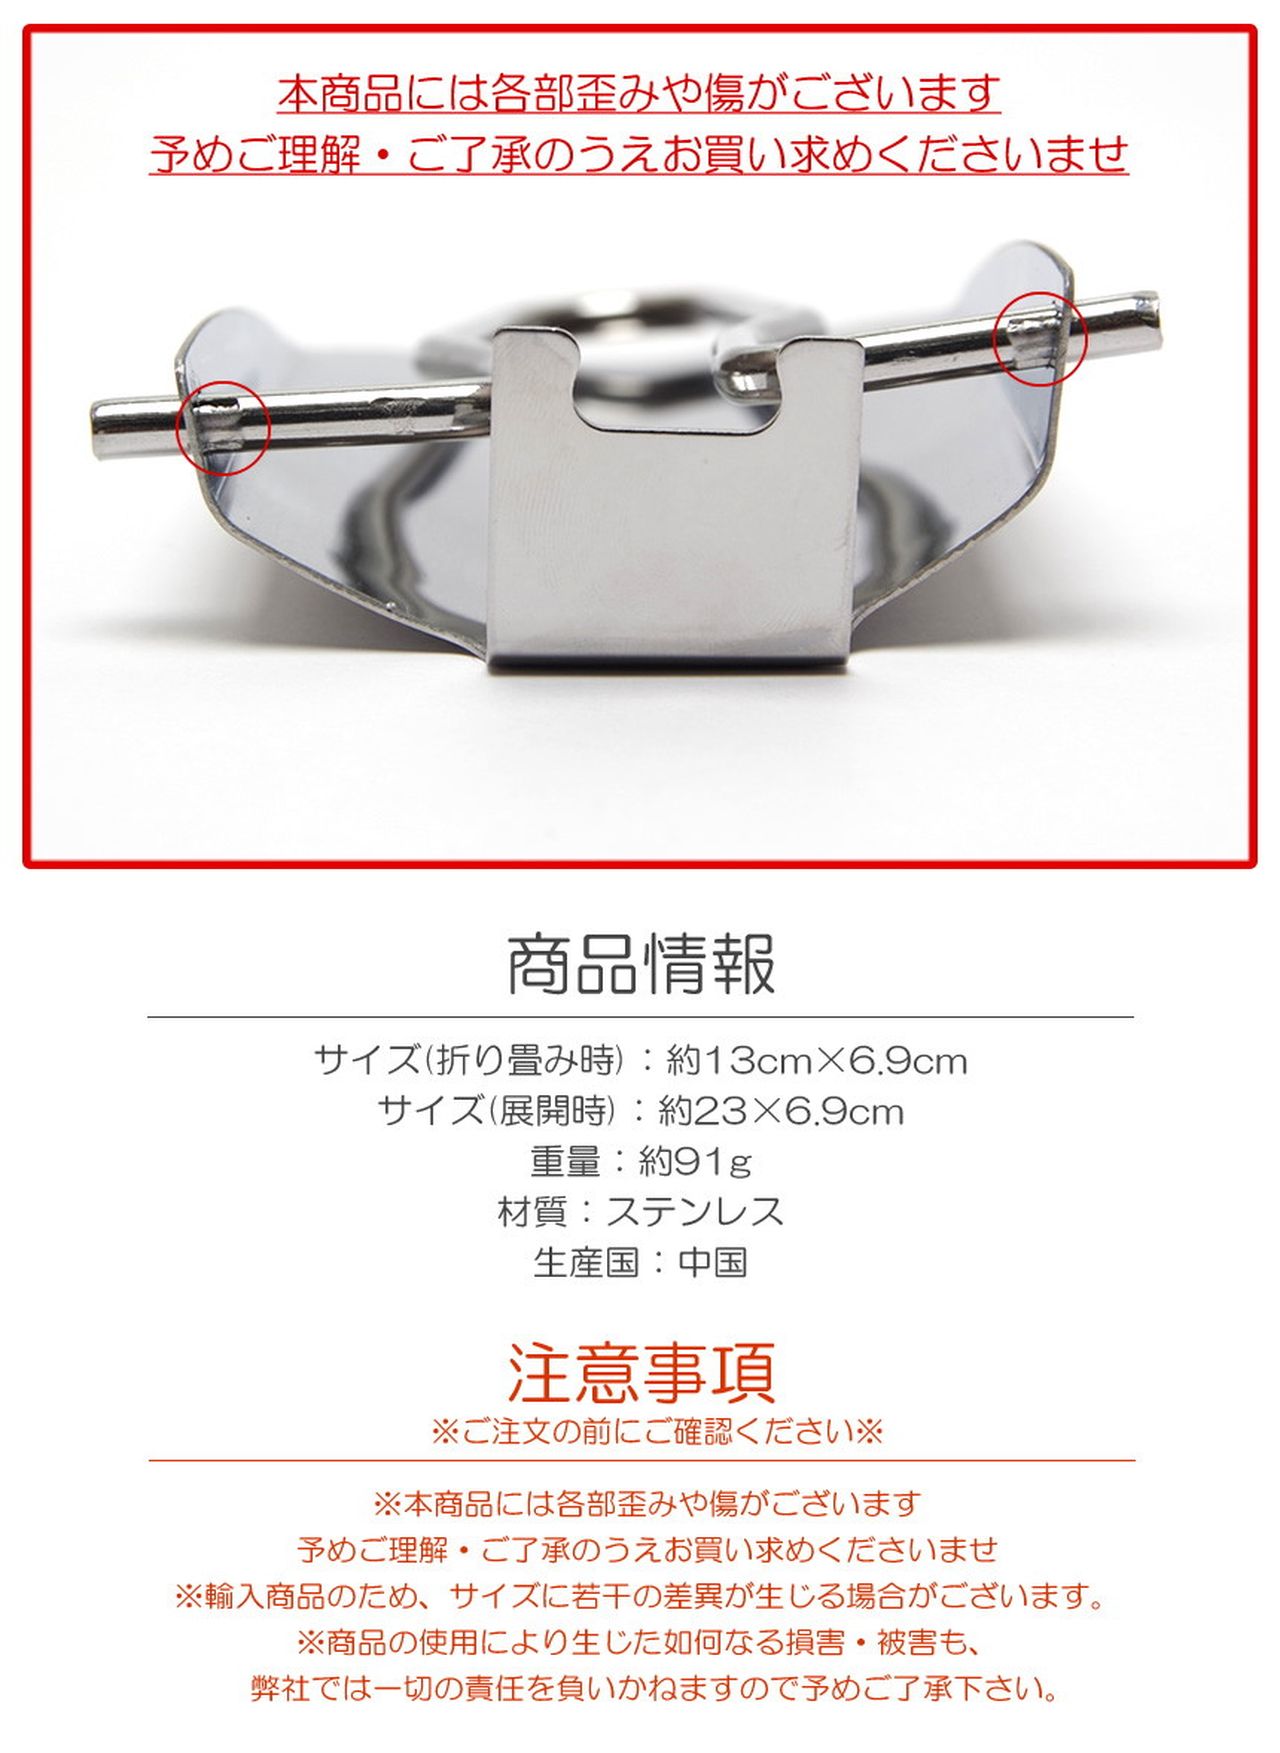 本商品には各部歪みや傷がございます
予めご理解・ご了承のうえお買い求めくださいませ
商品情報
サイズ(折り畳み時)：約13cm×6.9cm
サイズ(展開時)：約23×6.9cm
重量：約91g
材質：ステンレス
生産国：中国
注意事項
※ご注文の前にご確認ください※
※本商品には各部歪みや傷がございます
予めご理解・ご了承のうえお買い求めくださいませ
※輸入商品のため、サイズに若干の差異が生じる場合がございます。
※商品の使用により生じた如何なる損害・被害も、
弊社では一切の責任を負いかねますので予めご了承下さい。